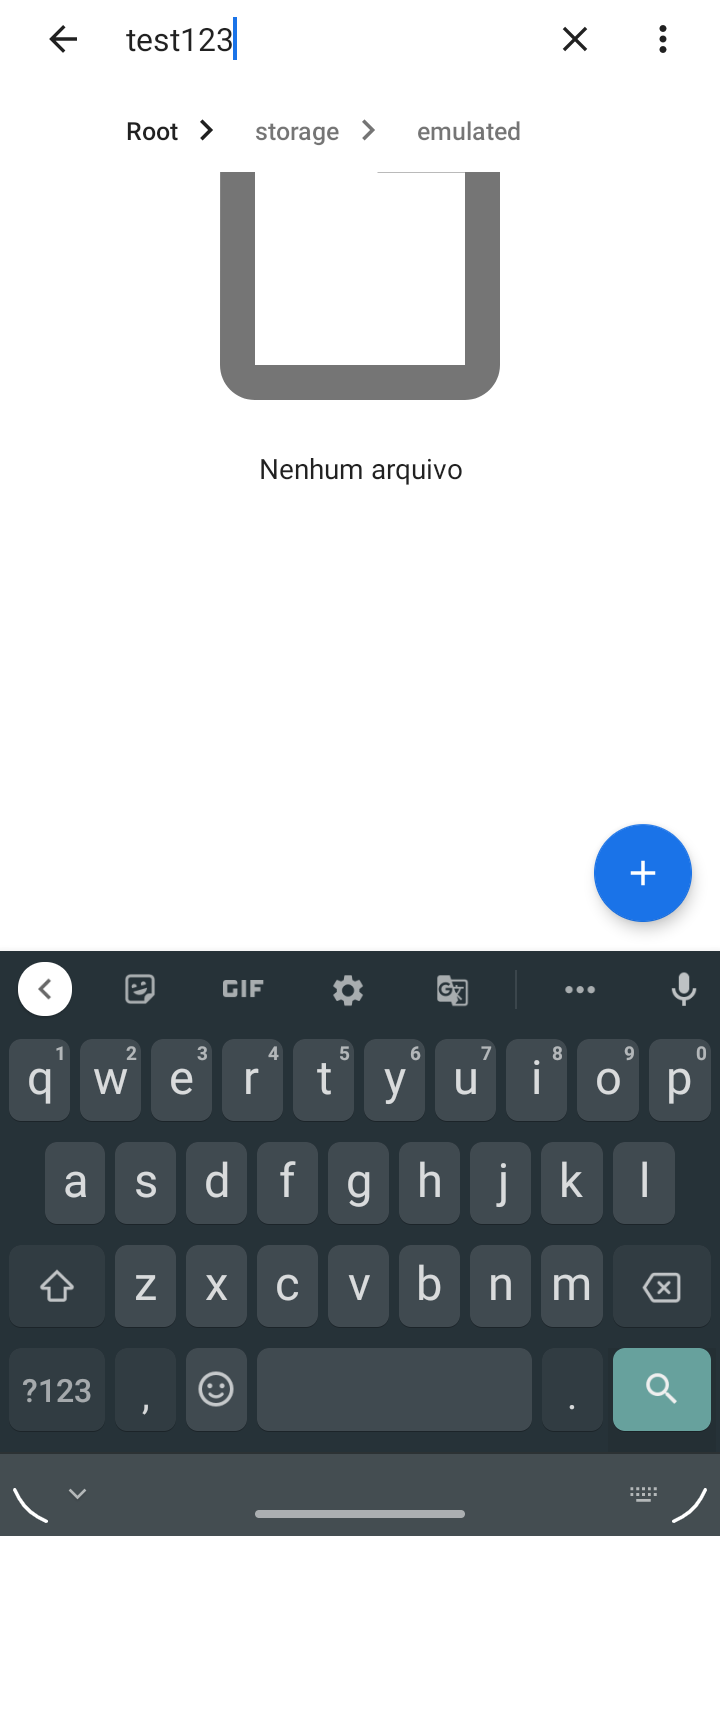 test123
Root storage emulated
Nenhum arquivo
GIF G
1 2 3 4 5 6 7 8 9 0
q w e r t y u i o p
a s d f g h j k l
z x c v b n m
?123 , .